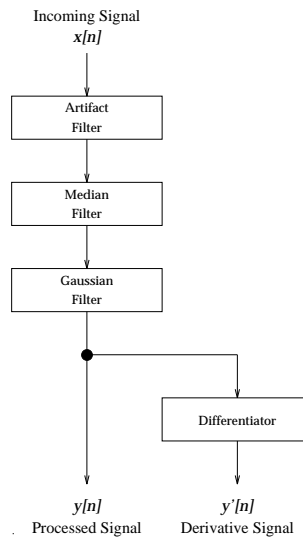 Incoming Signal
x[n]
Artifact
Filter
Median
Filter
Gaussian
Filter
Differentiator
y[n]
Processed Signal
y'[n]
Derivative Signal